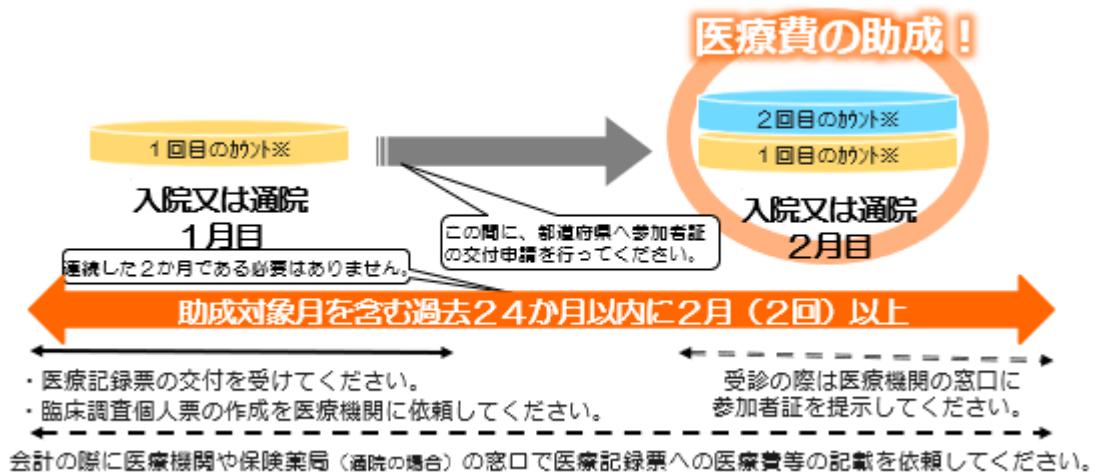 医療費の助成！
2回目のｶｳﾝﾄ※
1回目のｶｳﾝﾄ※
1回目のｶｳﾝﾄ※
入院又は通院
1月目
入院又は通院
2月目
この間に、都道府県へ参加者証
の交付申請を行ってください。
連続した2か月である必要はありません。
助成対象月を含む過去24か月以内に2月（2回）以上
・医療記録票の交付を受けてください。
・臨床調査個人票の作成を医療機関に依頼してください。
受診の際は医療機関の窓口に
参加者証を提示してください。
会計の際に医療機関や保険薬局（通院の場合）の窓口で医療記録票への医療費等の記載を依頼してください。